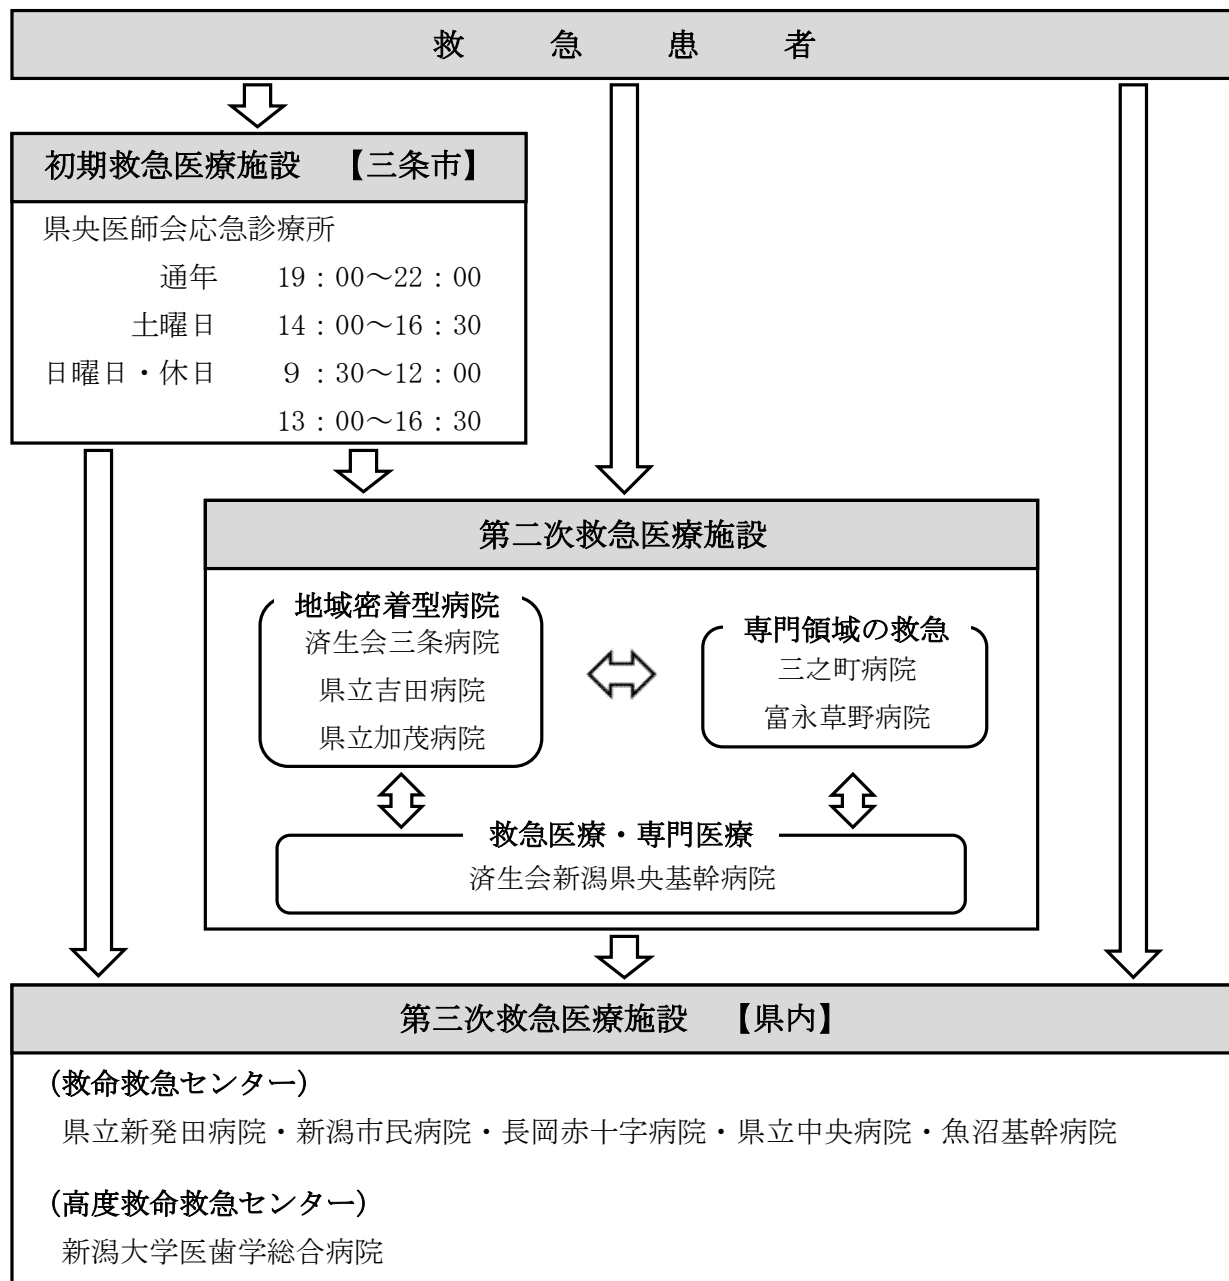 救急患者
初期救急医療施設 【三条市】
県央医師会応急診療所
通年 19：00～22：00
土曜日 14：00～16：30
日曜日・休日 9：30～12：00
13：00～16：30
第二次救急医療施設
地域密着型病院
済生会三条病院
県立吉田病院
県立加茂病院
専門領域の救急
三之町病院
富永草野病院
救急医療・専門医療
済生会新潟県央基幹病院
第三次救急医療施設 【県内】
（救命救急センター）
県立新発田病院・新潟市民病院・長岡赤十字病院・県立中央病院・魚沼基幹病院
（高度救命救急センター）
新潟大学医歯学総合病院